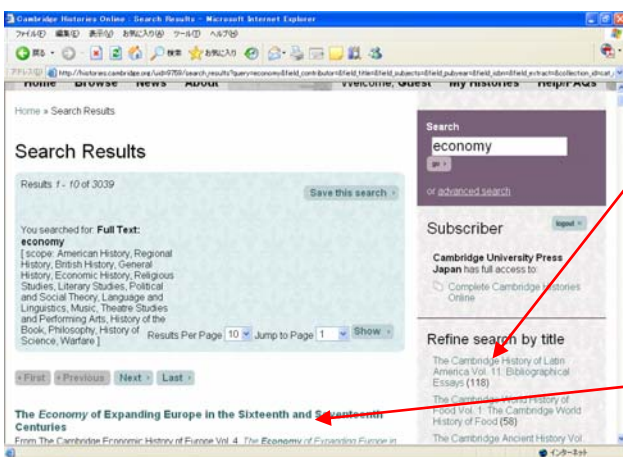 Cambridge Histories Online : Search Results - Microsoft Internet Explorer
ファイル(F) 編集(E) 表示(V) お気に入り(A) ツール(T) ヘルプ(H)
戻る 検索 お気に入り
Home Browse News About Welcome, Guest My Histories Help/FAQs
Home » Search Results
Search Results
Results 1 - 10 of 3039
Save this search
You searched for: Full Text:
economy
[ scope: American History, Regional
History, British History, General
History, Economic History, Religious
Studies, Literary Studies, Political
and Social Theory, Language and
Linguistics, Music, Theatre Studies
and Performing Arts, History of the
Book, Philosophy, History of
Science, Warfare ]
Results Per Page 10 Jump to Page 1 Show
First Previous Next Last
The Economy of Expanding Europe in the Sixteenth and Seventeenth
Centuries
From The Cambridge Economic History of Europe Vol. 4. The Economy of Expanding Europe in
Search
economy
go
or advanced search
Subscriber
logout
Cambridge University Press
Japan has full access to:
Complete Cambridge Histories
Online
Refine search by title
The Cambridge History of Latin
America Vol. 11: Bibliographical
Essays (118)
The Cambridge World History of
Food Vol. 1: The Cambridge World
History of Food (58)
The Cambridge Ancient History Vol.
インターネット